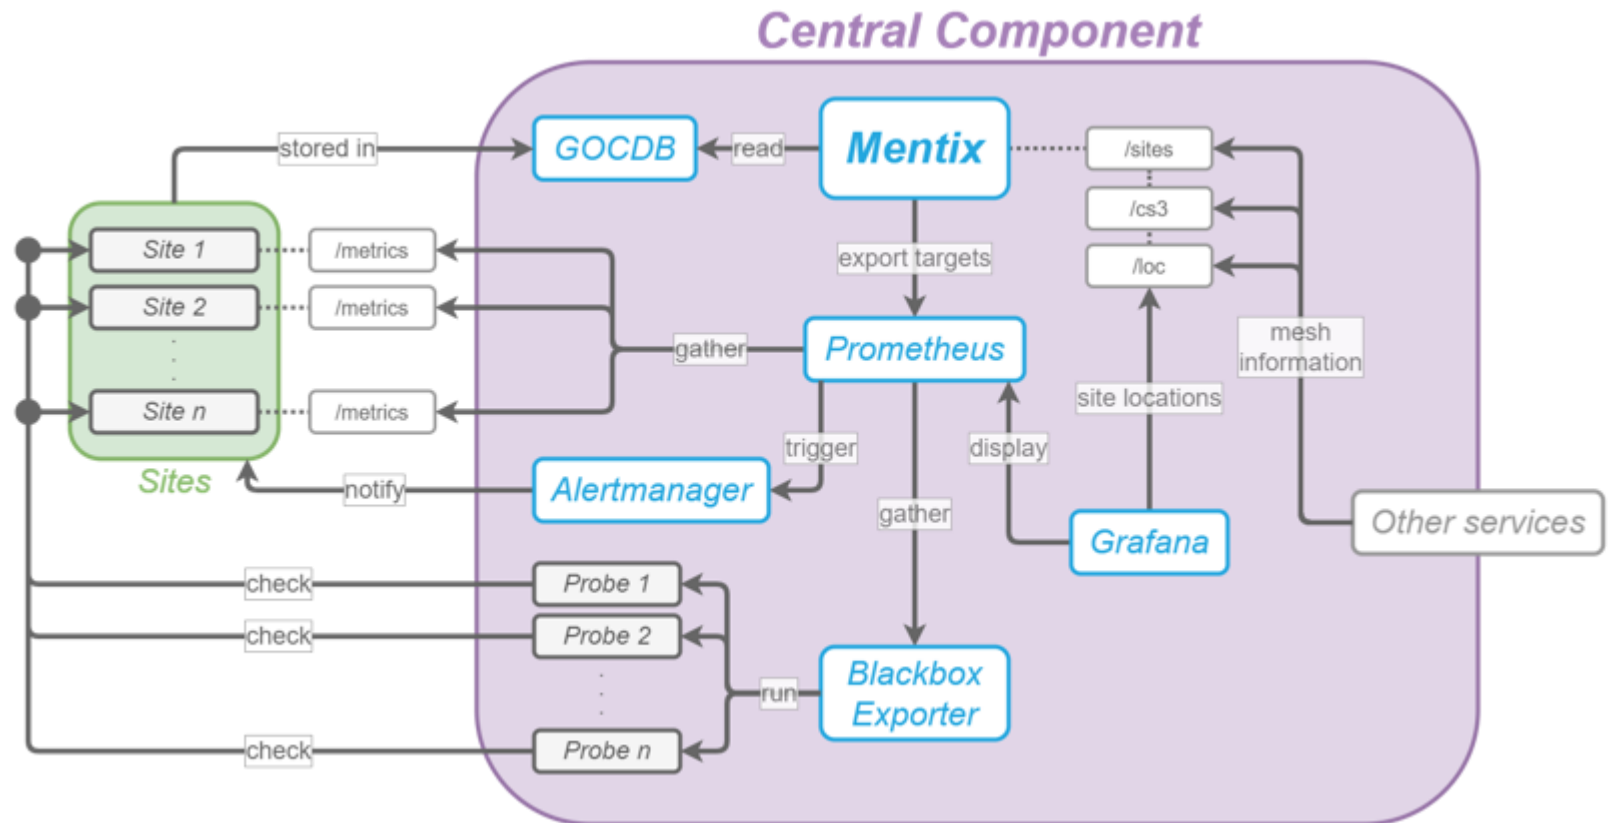 Central Component
stored in
GOCDB
read
Mentix
/sites
/cs3
/loc
Site 1
/metrics
Site 2
/metrics
Site n
/metrics
Sites
export targets
gather
Prometheus
mesh
information
site locations
trigger
display
notify
Alertmanager
gather
Grafana
Other services
check
Probe 1
check
Probe 2
run
Blackbox
Exporter
check
Probe n